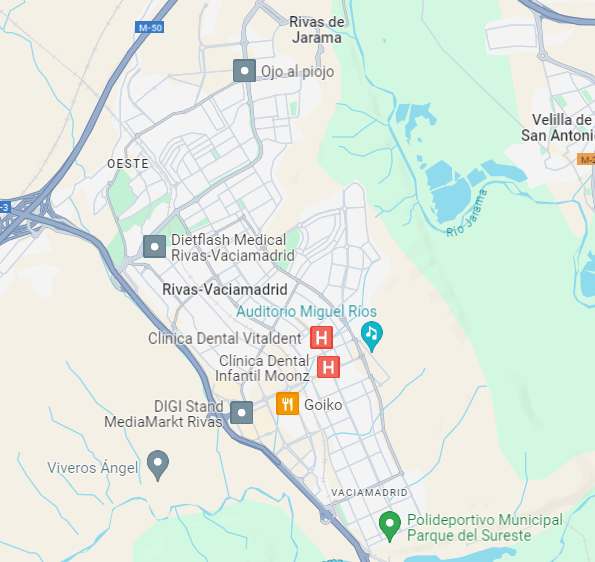 Rivas de
Jarama
M-50
Ojo al piojo
Velilla de
San Antonio
M-2
OESTE
Río Jarama
-3
Dietflash Medical
Rivas-Vaciamadrid
Rivas-Vaciamadrid
Auditorio Miguel Ríos
Clínica Dental Vitaldent
H
Clínica Dental
Infantil Moonz
H
Goiko
DIGI Stand
MediaMarkt Rivas
Viveros Ángel
VACIAMADRID
Polideportivo Municipal
Parque del Sureste